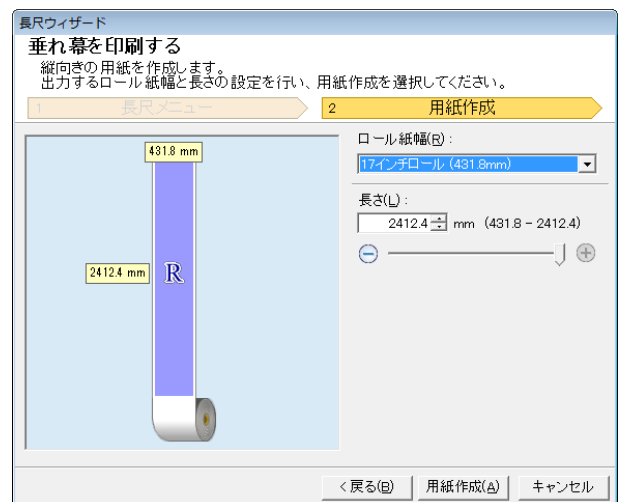 長尺ウィザード
垂れ幕を印刷する
縦向きの用紙を作成します。
出力するロール紙幅と長さの設定を行い、用紙作成を選択してください。
1 長尺メニュー
2 用紙作成
431.8 mm
2412.4 mm
R
ロール紙幅(R):
17インチロール (431.8mm)
長さ(L):
2412.4 mm (431.8 - 2412.4)
< 戻る(B)
用紙作成(A)
キャンセル